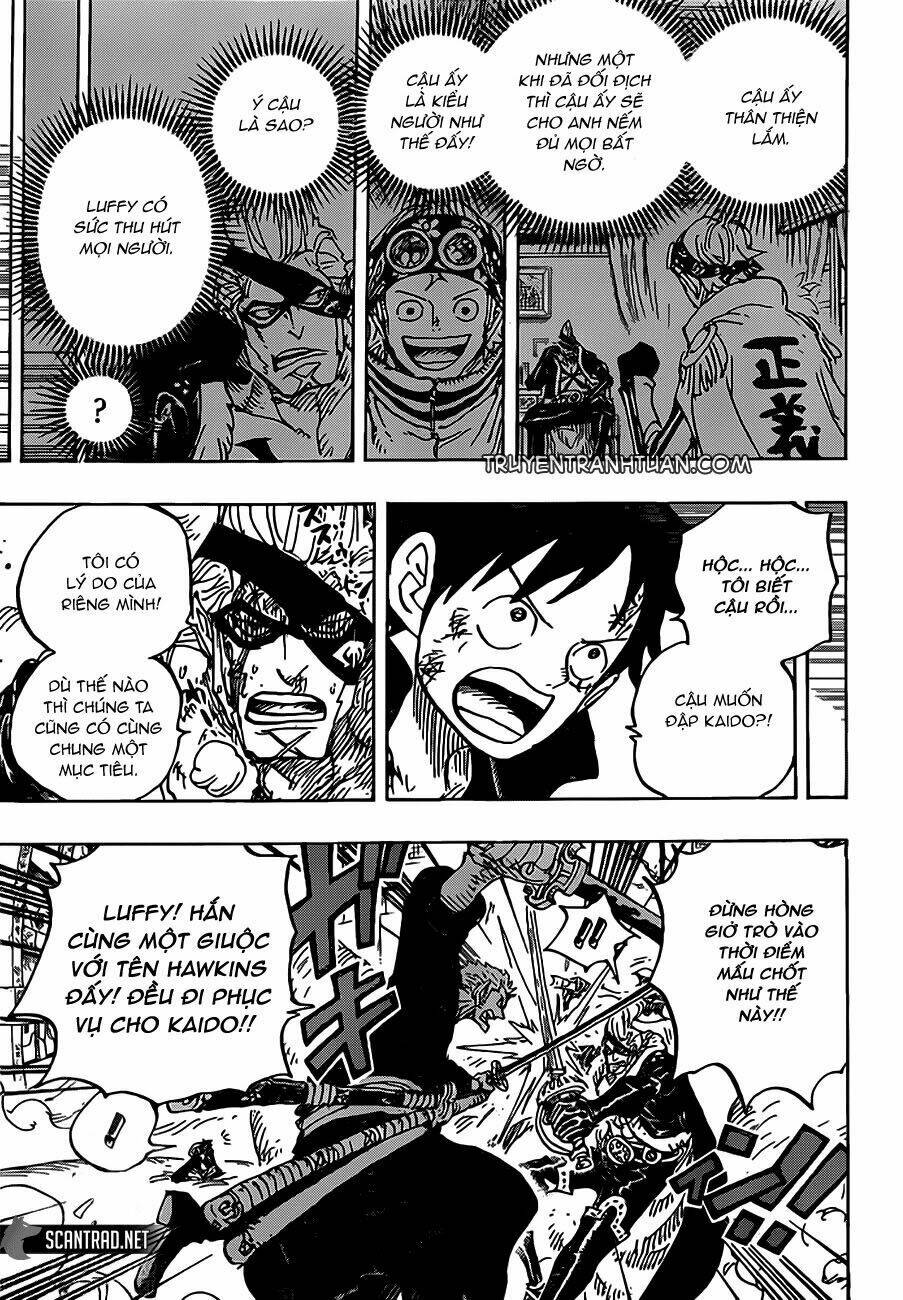 CẬU ẤY
THÂN THIỆN
LẮM.
NHƯNG MỘT
KHI ĐÃ ĐỐI ĐỊCH
THÌ CẬU ẤY SẼ
CHO ANH NẾM
ĐỦ MỌI BẤT
NGỜ.
CẬU ẤY
LÀ KIỂU
NGƯỜI NHƯ
THẾ ĐẤY!
Ý CẬU
LÀ SAO?
LUFFY CÓ
SỨC THU HÚT
MỌI NGƯỜI.
?
正義
TRUYENTRANHTUAN.COM
HỘC... HỘC...
TÔI BIẾT
CẬU RỒI...
CẬU MUỐN
ĐẬP KAIDO?!
TÔI CÓ
LÝ DO CỦA
RIÊNG MÌNH!
DÙ THẾ NÀO
THÌ CHÚNG TA
CŨNG CÓ CÙNG
CHUNG MỘT
MỤC TIÊU.
!!
ĐỪNG HÒNG
GIỞ TRÒ VÀO
THỜI ĐIỂM
MẤU CHỐT
NHƯ THẾ
NÀY!!
ガキ
ィン!!
LUFFY! HẮN
CÙNG MỘT GIUỘC
VỚI TÊN HAWKINS
ĐẤY! ĐỀU ĐI PHỤC
VỤ CHO KAIDO!!
!!
SCANTRAD.NET